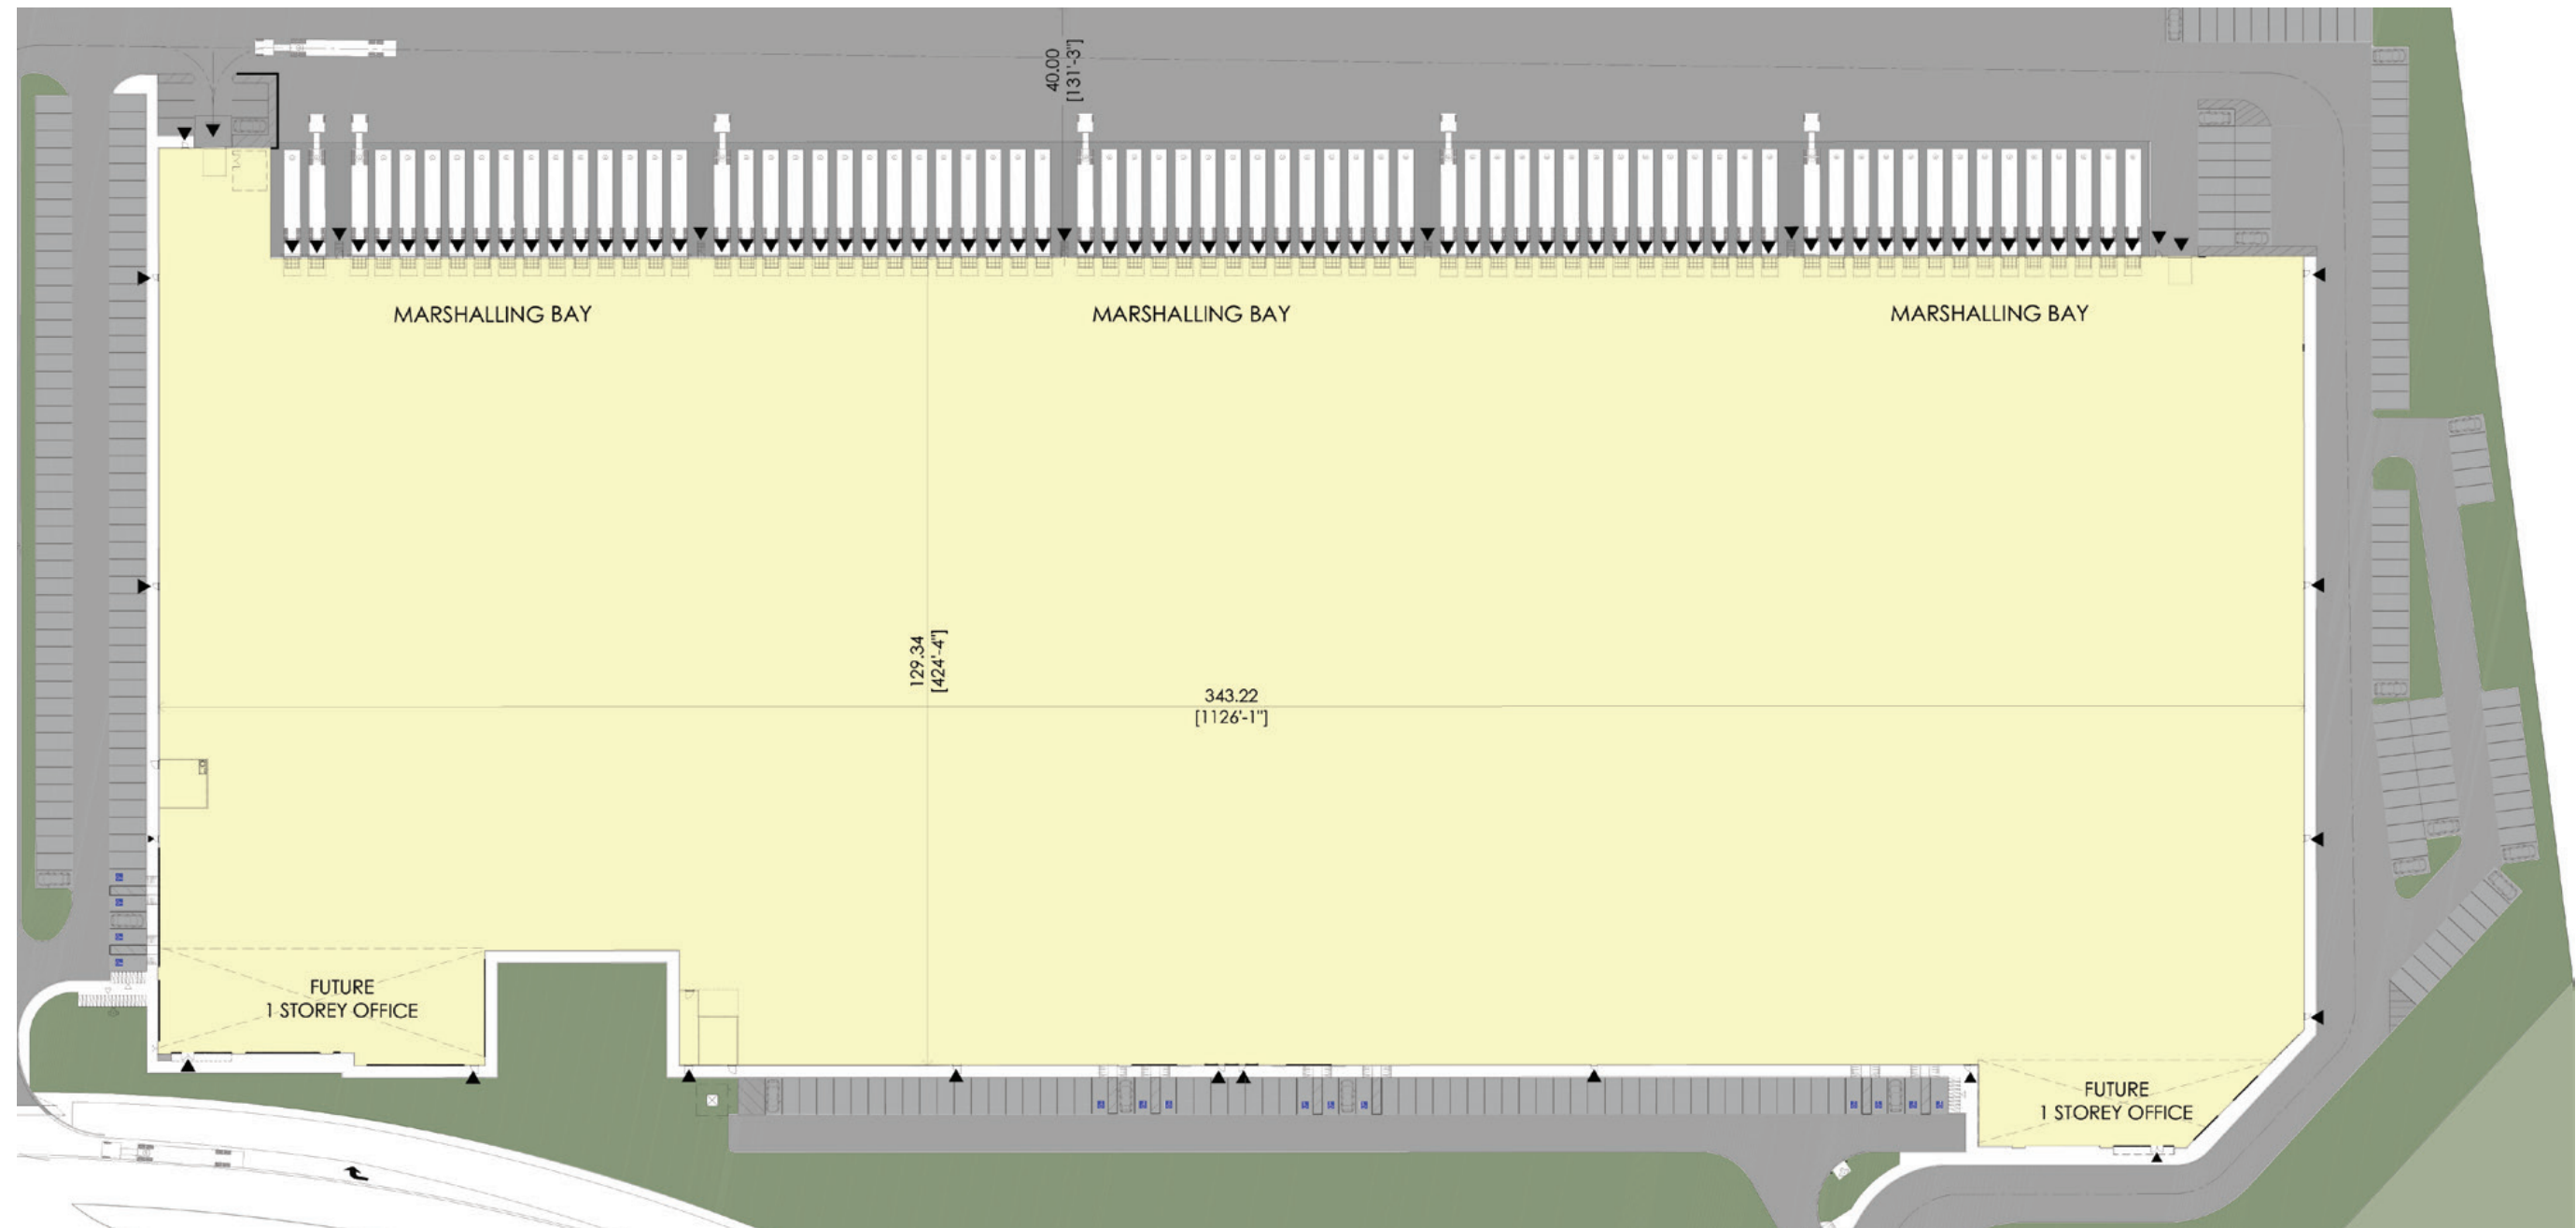 40.00
[131'-3"]
MARSHALLING BAY
MARSHALLING BAY
MARSHALLING BAY
129.34
[424'-4"]
343.22
[1126'-1"]
FUTURE
1 STOREY OFFICE
FUTURE
1 STOREY OFFICE